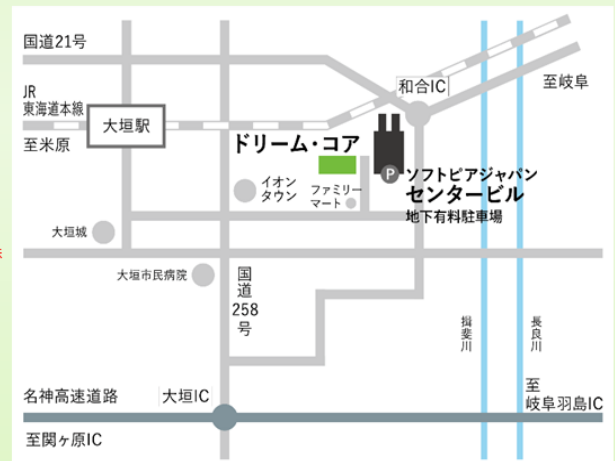 国道21号
和合IC
至岐阜
JR
東海道本線
大垣駅
至米原
ドリーム・コア
P
ソフトピアジャパン
センタービル
地下有料駐車場
イオン
タウン
ファミリー
マート
大垣城
大垣市民病院
国道258号
揖斐川
長良川
名神高速道路
大垣IC
至
岐阜羽島IC
至関ヶ原IC